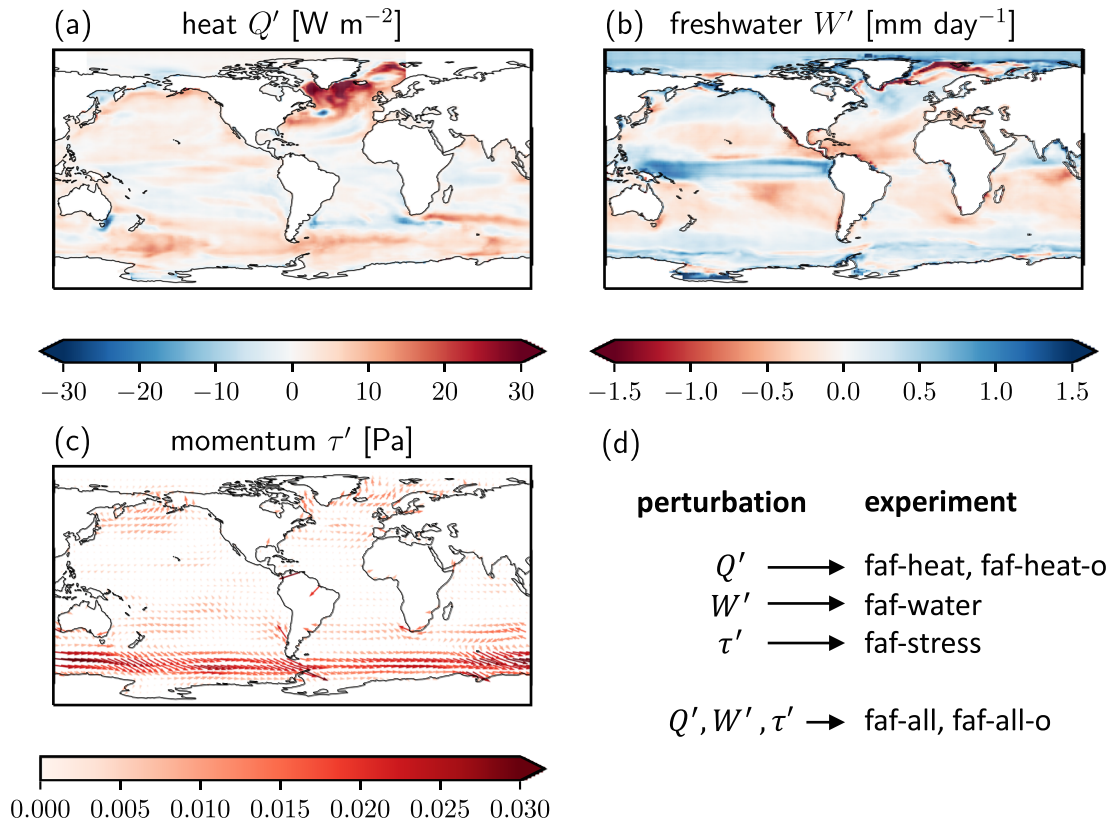 (a) heat Q′ [W m−2]
(b) freshwater W′ [mm day−1]
−30 −20 −10 0 10 20 30
−1.5 −1.0 −0.5 0.0 0.5 1.0 1.5
(c) momentum τ′ [Pa]
(d)
perturbation experiment
Q′ → faf-heat, faf-heat-o
W′ → faf-water
τ′ → faf-stress
Q′, W′, τ′ → faf-all, faf-all-o
0.000 0.005 0.010 0.015 0.020 0.025 0.030